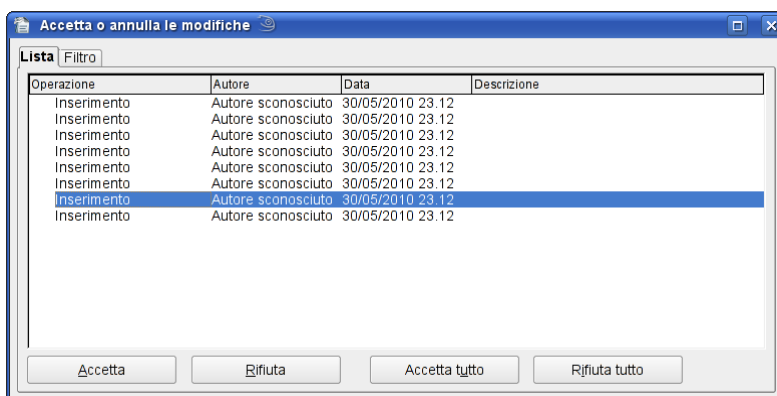 Accetta o annulla le modifiche
Lista Filtro
Operazione Autore Data Descrizione
Inserimento Autore sconosciuto 30/05/2010 23.12
Inserimento Autore sconosciuto 30/05/2010 23.12
Inserimento Autore sconosciuto 30/05/2010 23.12
Inserimento Autore sconosciuto 30/05/2010 23.12
Inserimento Autore sconosciuto 30/05/2010 23.12
Inserimento Autore sconosciuto 30/05/2010 23.12
Inserimento Autore sconosciuto 30/05/2010 23.12
Inserimento Autore sconosciuto 30/05/2010 23.12
Accetta Rifiuta Accetta tutto Rifiuta tutto